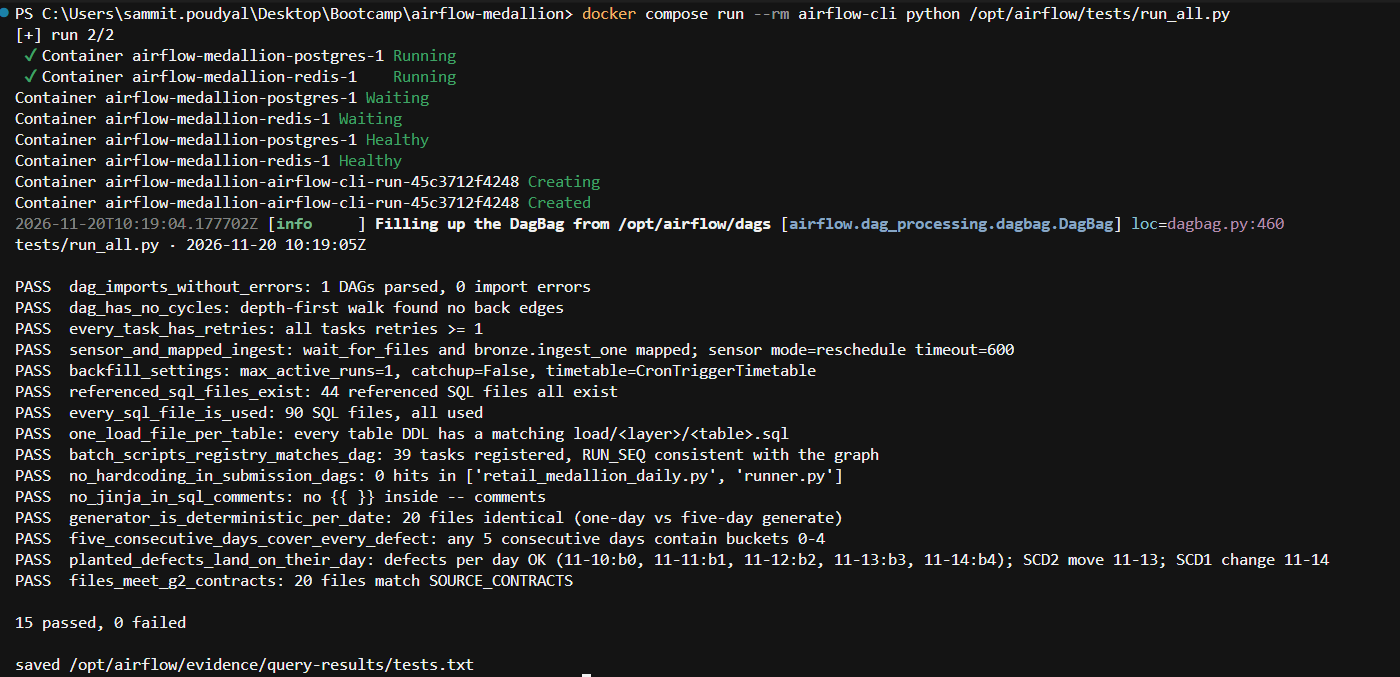 PS C:\Users\sammit.poudyal\Desktop\Bootcamp\airflow-medallion> docker compose run --rm airflow-cli python /opt/airflow/tests/run_all.py
[+] run 2/2
✓ Container airflow-medallion-postgres-1 Running
✓ Container airflow-medallion-redis-1    Running
Container airflow-medallion-postgres-1 Waiting
Container airflow-medallion-redis-1 Waiting
Container airflow-medallion-postgres-1 Healthy
Container airflow-medallion-redis-1 Healthy
Container airflow-medallion-airflow-cli-run-45c3712f4248 Creating
Container airflow-medallion-airflow-cli-run-45c3712f4248 Created
2026-11-20T10:19:04.177702Z [info     ] Filling up the DagBag from /opt/airflow/dags [airflow.dag_processing.dagbag.DagBag] loc=dagbag.py:460
tests/run_all.py · 2026-11-20 10:19:05Z
PASS  dag_imports_without_errors: 1 DAGs parsed, 0 import errors
PASS  dag_has_no_cycles: depth-first walk found no back edges
PASS  every_task_has_retries: all tasks retries >= 1
PASS  sensor_and_mapped_ingest: wait_for_files and bronze.ingest_one mapped; sensor mode=reschedule timeout=600
PASS  backfill_settings: max_active_runs=1, catchup=False, timetable=CronTriggerTimetable
PASS  referenced_sql_files_exist: 44 referenced SQL files all exist
PASS  every_sql_file_is_used: 90 SQL files, all used
PASS  one_load_file_per_table: every table DDL has a matching load/<layer>/<table>.sql
PASS  batch_scripts_registry_matches_dag: 39 tasks registered, RUN_SEQ consistent with the graph
PASS  no_hardcoding_in_submission_dags: 0 hits in ['retail_medallion_daily.py', 'runner.py']
PASS  no_jinja_in_sql_comments: no {{ }} inside -- comments
PASS  generator_is_deterministic_per_date: 20 files identical (one-day vs five-day generate)
PASS  five_consecutive_days_cover_every_defect: any 5 consecutive days contain buckets 0-4
PASS  planted_defects_land_on_their_day: defects per day OK (11-10:b0, 11-11:b1, 11-12:b2, 11-13:b3, 11-14:b4); SCD2 move 11-13; SCD1 change 11-14
PASS  files_meet_g2_contracts: 20 files match SOURCE_CONTRACTS
15 passed, 0 failed
saved /opt/airflow/evidence/query-results/tests.txt